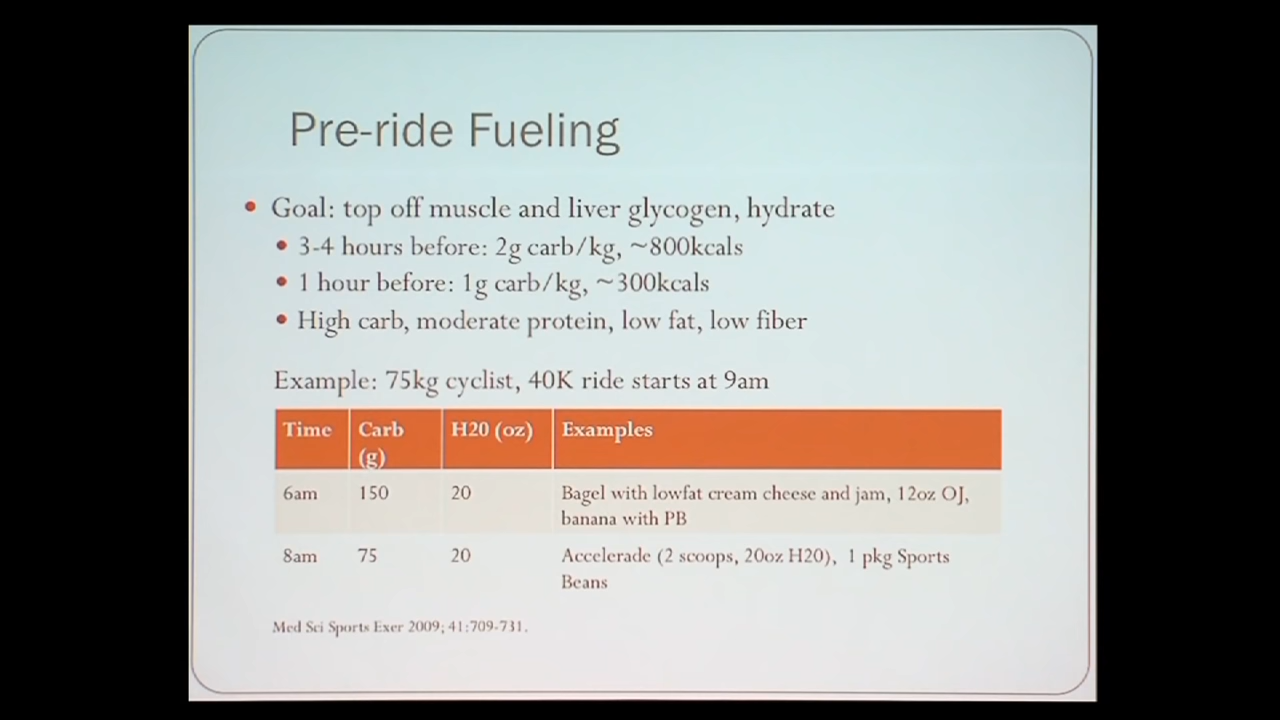 Pre-ride Fueling
Goal: top off muscle and liver glycogen, hydrate
3-4 hours before: 2g carb/kg, ~800kcals
1 hour before: 1g carb/kg, ~300kcals
High carb, moderate protein, low fat, low fiber
Example: 75kg cyclist, 40K ride starts at 9am
Time Carb (g) H20 (oz) Examples
6am 150 20 Bagel with lowfat cream cheese and jam, 12oz OJ,
banana with PB
8am 75 20 Accelerade (2 scoops, 20oz H20), 1 pkg Sports
Beans
Med Sci Sports Exer 2009; 41:709-731.